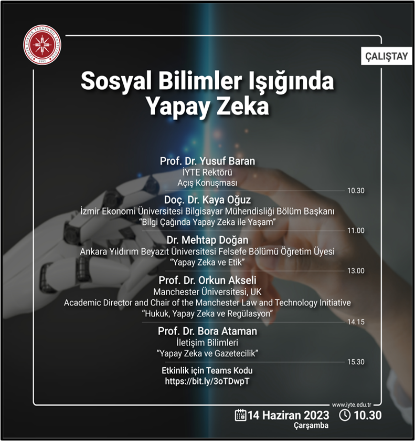 ÇALIŞTAY
Sosyal Bilimler Işığında
Yapay Zeka
Prof. Dr. Yusuf Baran
İYTE Rektörü
Açış Konuşması
10.30
Doç. Dr. Kaya Oğuz
İzmir Ekonomi Üniversitesi Bilgisayar Mühendisliği Bölüm Başkanı
“Bilgi Çağında Yapay Zeka ile Yaşam”
11.00
Dr. Mehtap Doğan
Ankara Yıldırım Beyazıt Üniversitesi Felsefe Bölümü Öğretim Üyesi
“Yapay Zeka ve Etik”
13.00
Prof. Dr. Orkun Akseli
Manchester Üniversitesi, UK
Academic Director and Chair of the Manchester Law and Technology Initiative
“Hukuk, Yapay Zeka ve Regülasyon”
14.15
Prof. Dr. Bora Ataman
İletişim Bilimleri
“Yapay Zeka ve Gazetecilik”
15.30
Etkinlik için Teams Kodu
https://bit.ly/3oTDwpT
www.iyte.edu.tr
14 Haziran 2023 10.30
Çarşamba